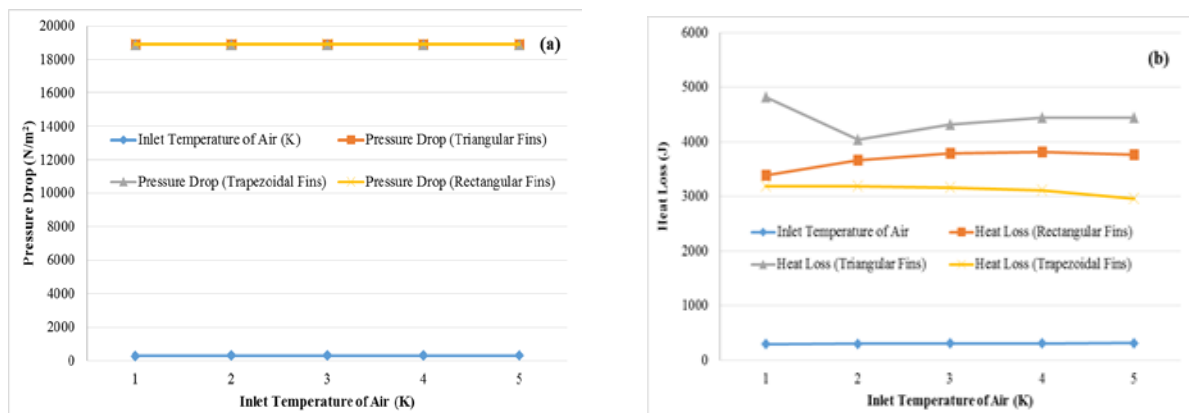 20000
18000
16000
14000
12000
10000
8000
6000
4000
2000
0
Pressure Drop (N/m²)
(a)
Inlet Temperature of Air (K)
Pressure Drop (Triangular Fins)
Pressure Drop (Trapezoidal Fins)
Pressure Drop (Rectangular Fins)
1 2 3 4 5
Inlet Temperature of Air (K)
6000
5000
4000
3000
2000
1000
0
Heat Loss (J)
(b)
Inlet Temperature of Air
Heat Loss (Rectangular Fins)
Heat Loss (Triangular Fins)
Heat Loss (Trapezoidal Fins)
1 2 3 4 5
Inlet Temperature of Air (K)